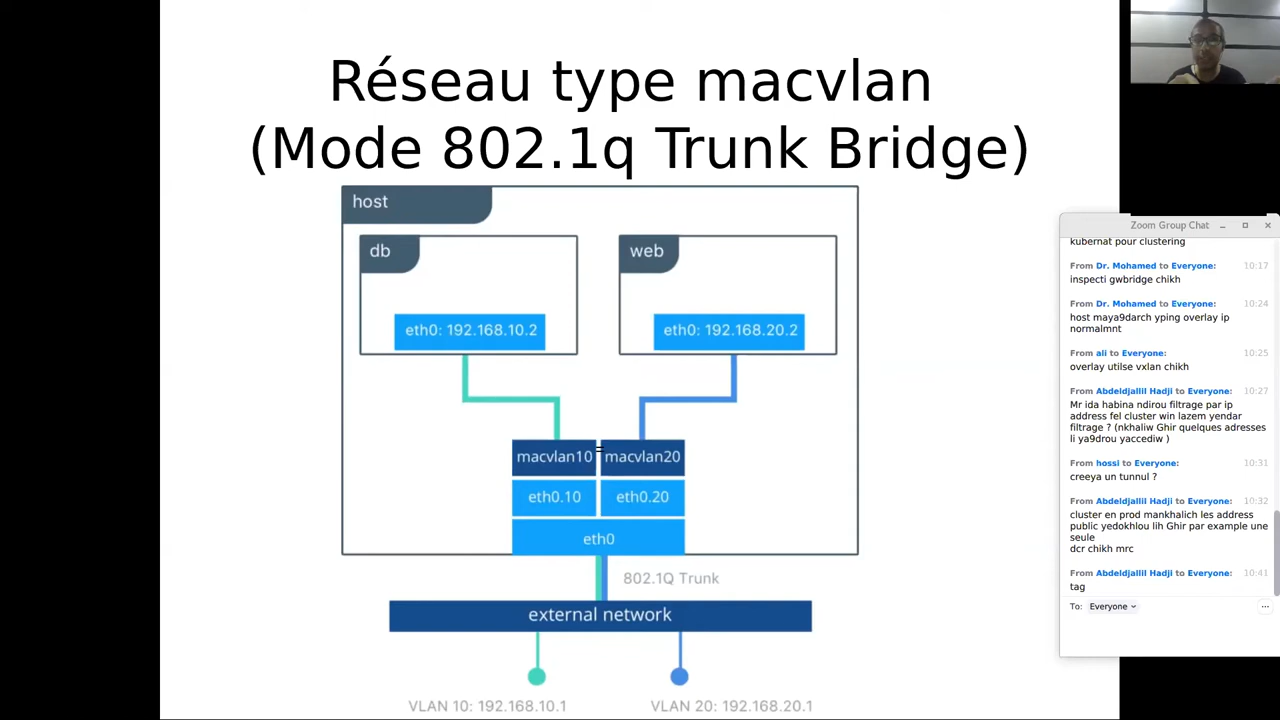 Réseau type macvlan
(Mode 802.1q Trunk Bridge)
host
db
web
eth0: 192.168.10.2
eth0: 192.168.20.2
macvlan10
macvlan20
eth0.10
eth0.20
eth0
802.1Q Trunk
external network
VLAN 10: 192.168.10.1
VLAN 20: 192.168.20.1
Zoom Group Chat
kubernat pour clustering
From Dr. Mohamed to Everyone: 10:17
inspecti gwbridge chikh
From Dr. Mohamed to Everyone: 10:24
host maya9darch yping overlay ip
normalmnt
From ali to Everyone: 10:25
overlay utilse vxlan chikh
From Abdeldjallil Hadji to Everyone: 10:27
Mr ida habina ndirou filtrage par ip
address fel cluster win lazem yendar
filtrage ? (nkhaliw Ghir quelques adresses
li ya9drou yaccediw )
From hossi to Everyone: 10:31
creeya un tunnul ?
From Abdeldjallil Hadji to Everyone: 10:32
cluster en prod mankhalich les address
public yedokhlou lih Ghir par example une
seule
dcr chikh mrc
From Abdeldjallil Hadji to Everyone: 10:41
tag
To: Everyone